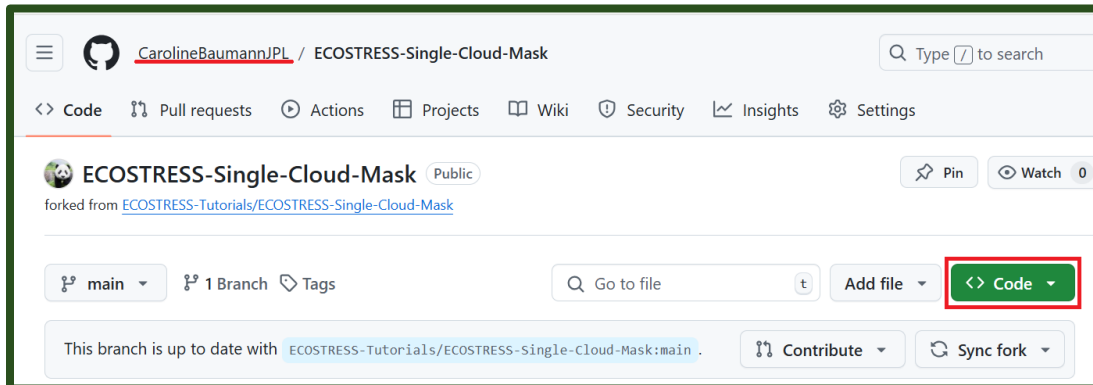 CarolineBaumannJPL / ECOSTRESS-Single-Cloud-Mask
Type / to search
<> Code Pull requests Actions Projects Wiki Security Insights Settings
ECOSTRESS-Single-Cloud-Mask Public
Pin Watch 0
forked from ECOSTRESS-Tutorials/ECOSTRESS-Single-Cloud-Mask
main 1 Branch Tags Go to file t Add file <> Code
This branch is up to date with ECOSTRESS-Tutorials/ECOSTRESS-Single-Cloud-Mask:main . Contribute Sync fork